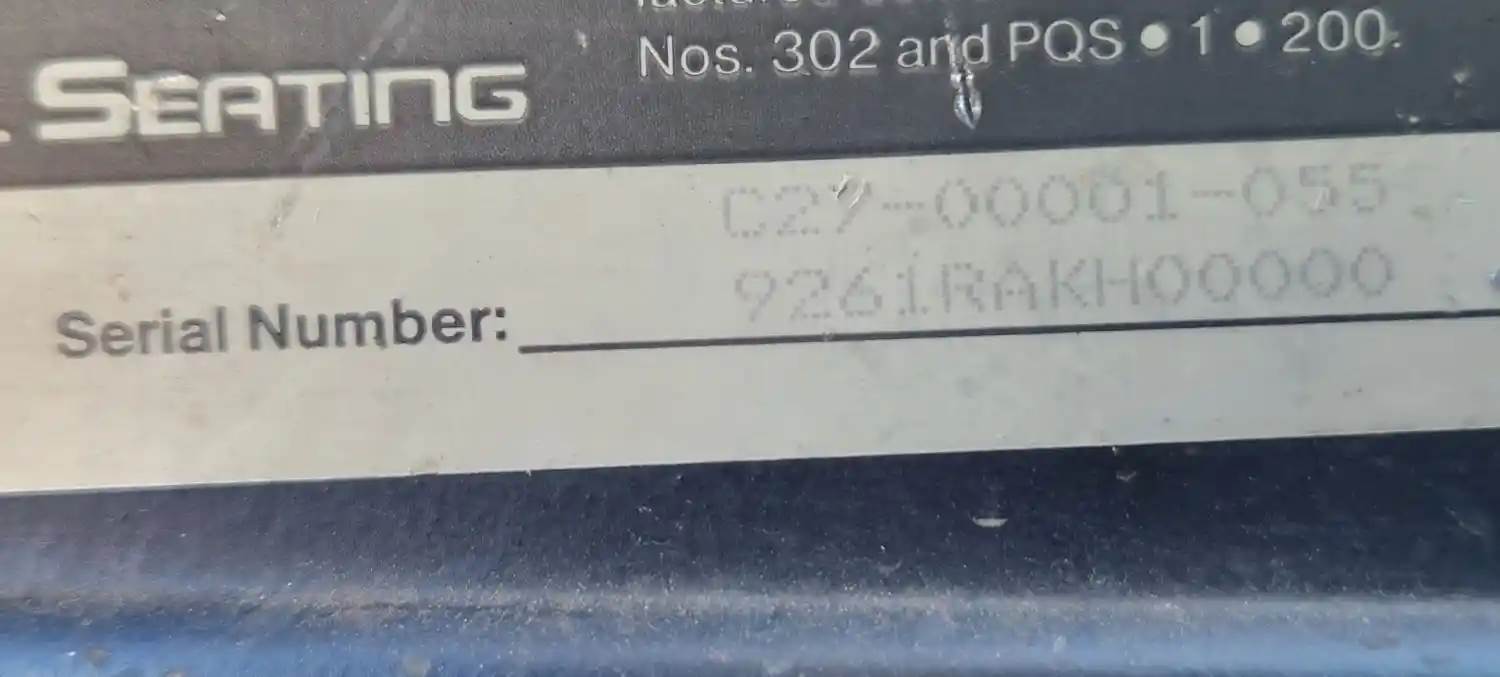 Nos. 302 and PQS • 1 • 200.
SEATING
C27-00001-055
Serial Number: 9261RAKH00000